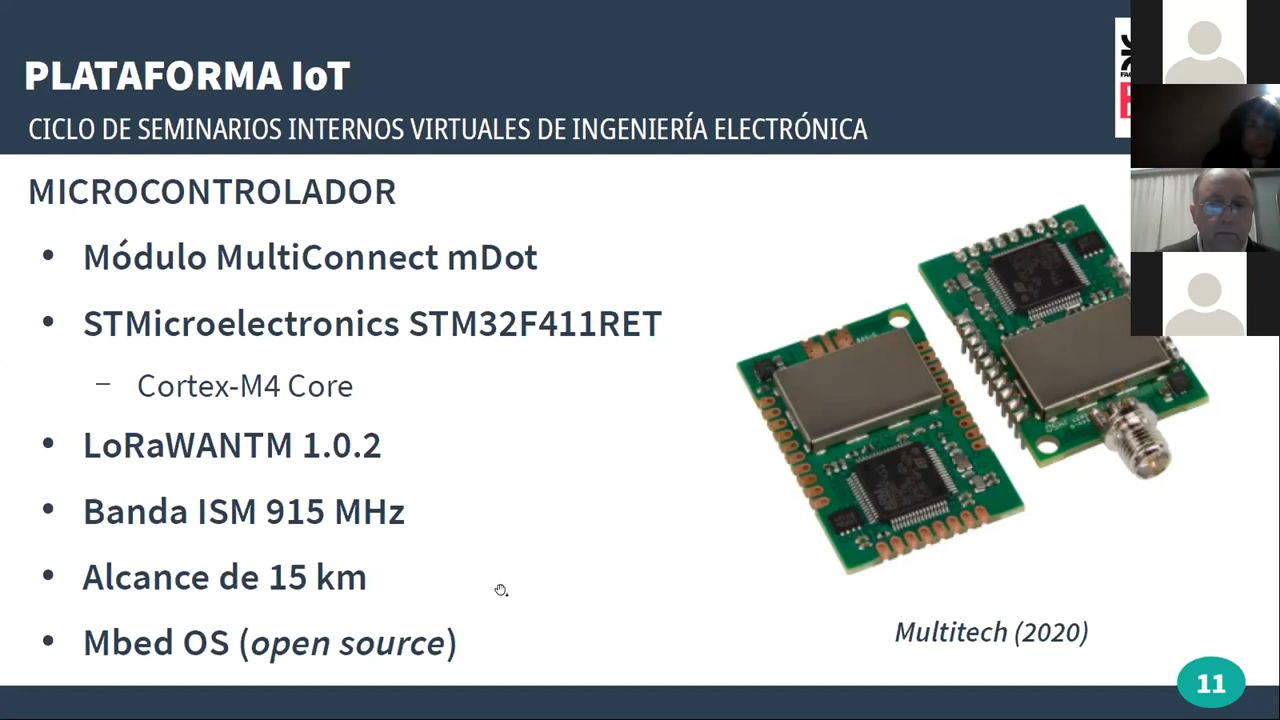 PLATAFORMA IoT
CICLO DE SEMINARIOS INTERNOS VIRTUALES DE INGENIERÍA ELECTRÓNICA
MICROCONTROLADOR
• Módulo MultiConnect mDot
• STMicroelectronics STM32F411RET
– Cortex-M4 Core
• LoRaWANTM 1.0.2
• Banda ISM 915 MHz
• Alcance de 15 km
• Mbed OS (open source)
Multitech (2020)
11